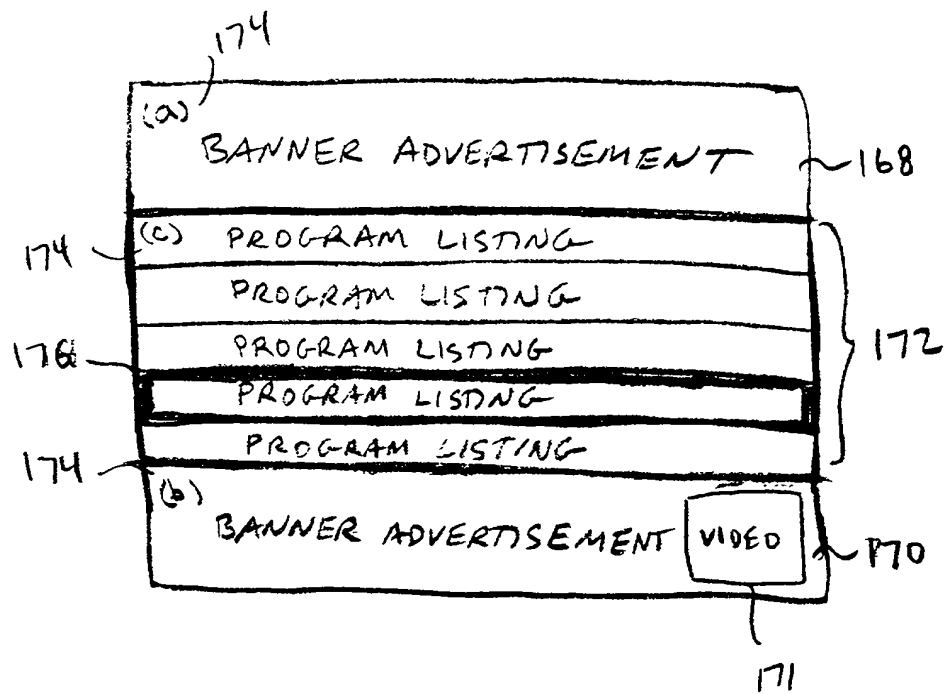 174
(a)
BANNER ADVERTISEMENT 168
174 (c) PROGRAM LISTING
PROGRAM LISTING
172
176 PROGRAM LISTING
PROGRAM LISTING
174 PROGRAM LISTING
(b)
BANNER ADVERTISEMENT VIDEO 170
171